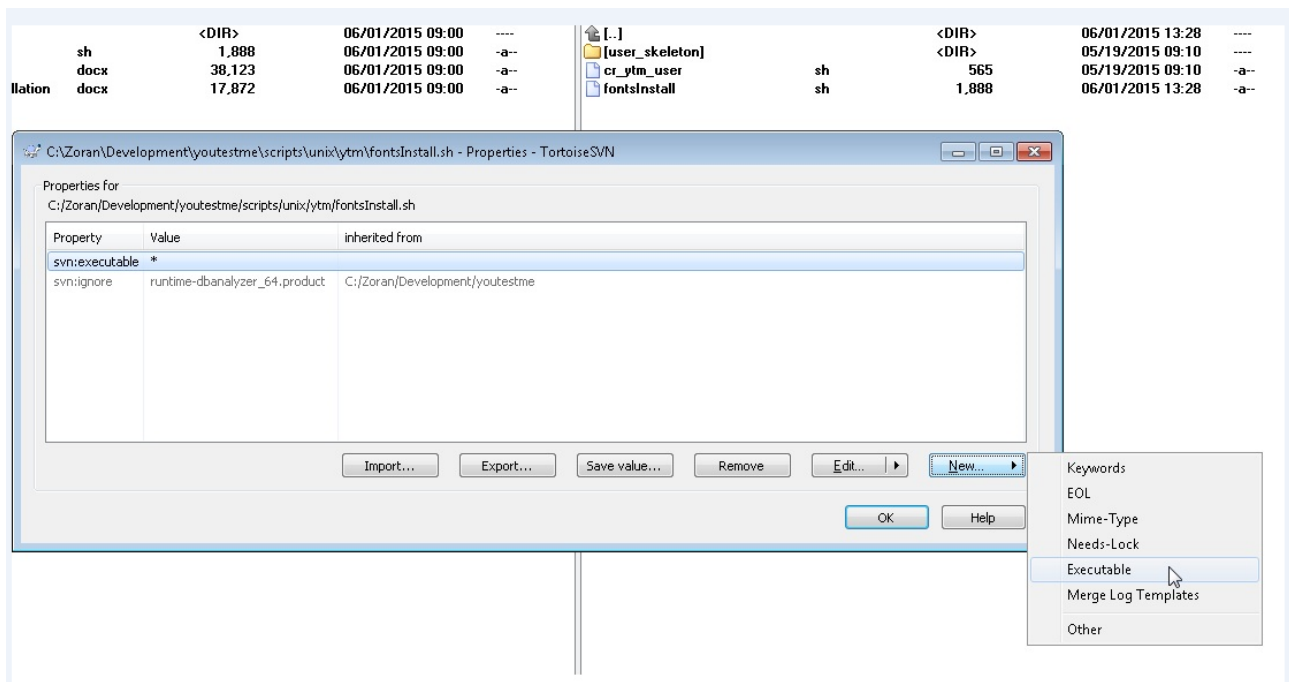 <DIR> 06/01/2015 09:00 ---- [..] <DIR> 06/01/2015 13:28 ----
sh 1,888 06/01/2015 09:00 -a-- [user_skeleton] <DIR> 05/19/2015 09:10 ----
docx 38,123 06/01/2015 09:00 -a-- cr_ytm_user sh 565 05/19/2015 09:10 -a--
llation docx 17,872 06/01/2015 09:00 -a-- fontsInstall sh 1,888 06/01/2015 13:28 -a--
C:\Zoran\Development\youtestme\scripts\unix\ytm\fontsInstall.sh - Properties - TortoiseSVN
Properties for
C:/Zoran/Development/youtestme/scripts/unix/ytm/fontsInstall.sh
Property Value inherited from
svn:executable *
svn:ignore runtime-dbanalyzer_64.product C:/Zoran/Development/youtestme
Import... Export... Save value... Remove Edit... New...
OK Help
Keywords
EOL
Mime-Type
Needs-Lock
Executable
Merge Log Templates
Other